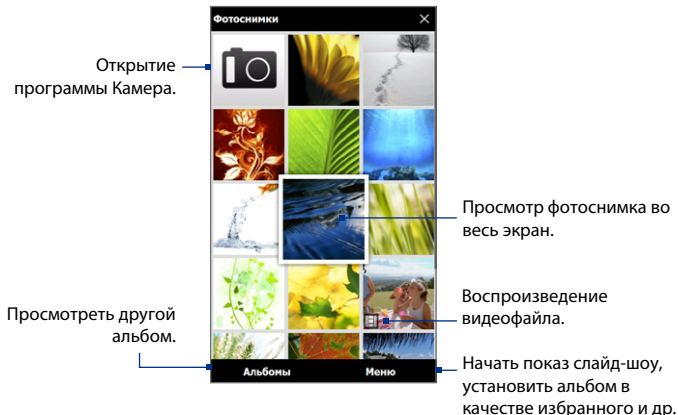 Фотоснимки
Открытие
программы Камера.
Просмотр фотоснимка во
весь экран.
Воспроизведение
видеофайла.
Просмотреть другой
альбом.
Альбомы
Меню
Начать показ слайд-шоу,
установить альбом в
качестве избранного и др.